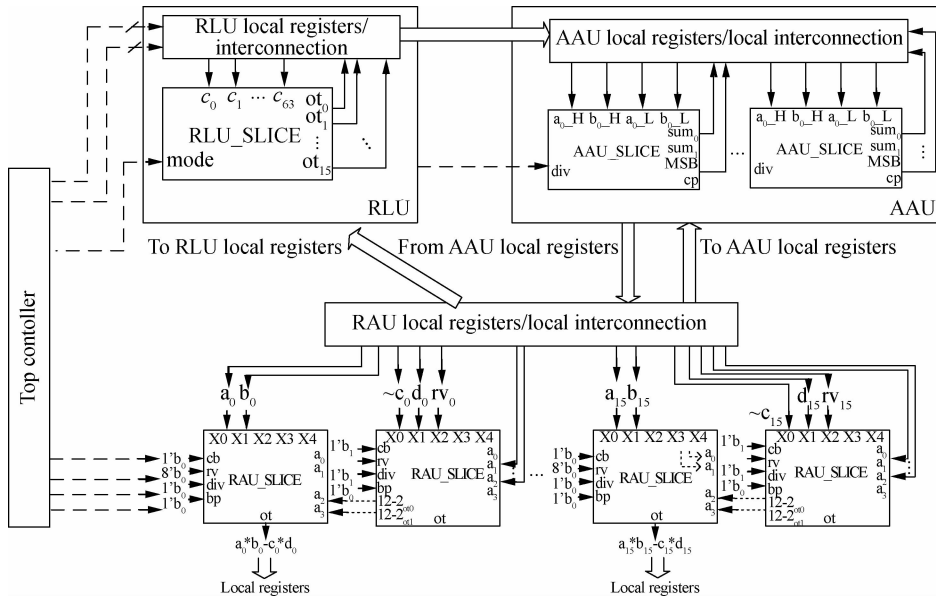 RLU local registers/
interconnection
AAU local registers/local interconnection
c0 c1 ... c63 ot0
ot1
RLU_SLICE
mode
ot15
RLU
a0_H b0_H a0_L b0_L
sum0
AAU_SLICE sum1
MSB
div
cp
...
a0_H b0_H a0_L b0_L
sum0
AAU_SLICE sum1
MSB
div
cp
AAU
To RLU local registers
From AAU local registers
To AAU local registers
Top contoller
RAU local registers/local interconnection
a0 b0
~c0 d0 rv0
a15 b15
~c15 d15 rv15
X0 X1 X2 X3 X4
1'b0 cb a0
8'b0 rv RAU_SLICE a1
1'b0 div a2
1'b0 bp a3
ot
X0 X1 X2 X3 X4
1'b1 cb a0
rv RAU_SLICE a1
1'b1 div a2
1'b0 bp a3
12-2ot0
12-2ot1
ot
...
X0 X1 X2 X3 X4
1'b0 cb a0
8'b0 rv a1
1'b0 div RAU_SLICE a2
1'b0 bp a3
ot
X0 X1 X2 X3 X4
1'b1 cb a0
rv RAU_SLICE a1
1'b1 div a2
1'b0 bp a3
12-2ot0
12-2ot1
ot
a0*b0-c0*d0
a15*b15-c15*d15
Local registers
Local registers